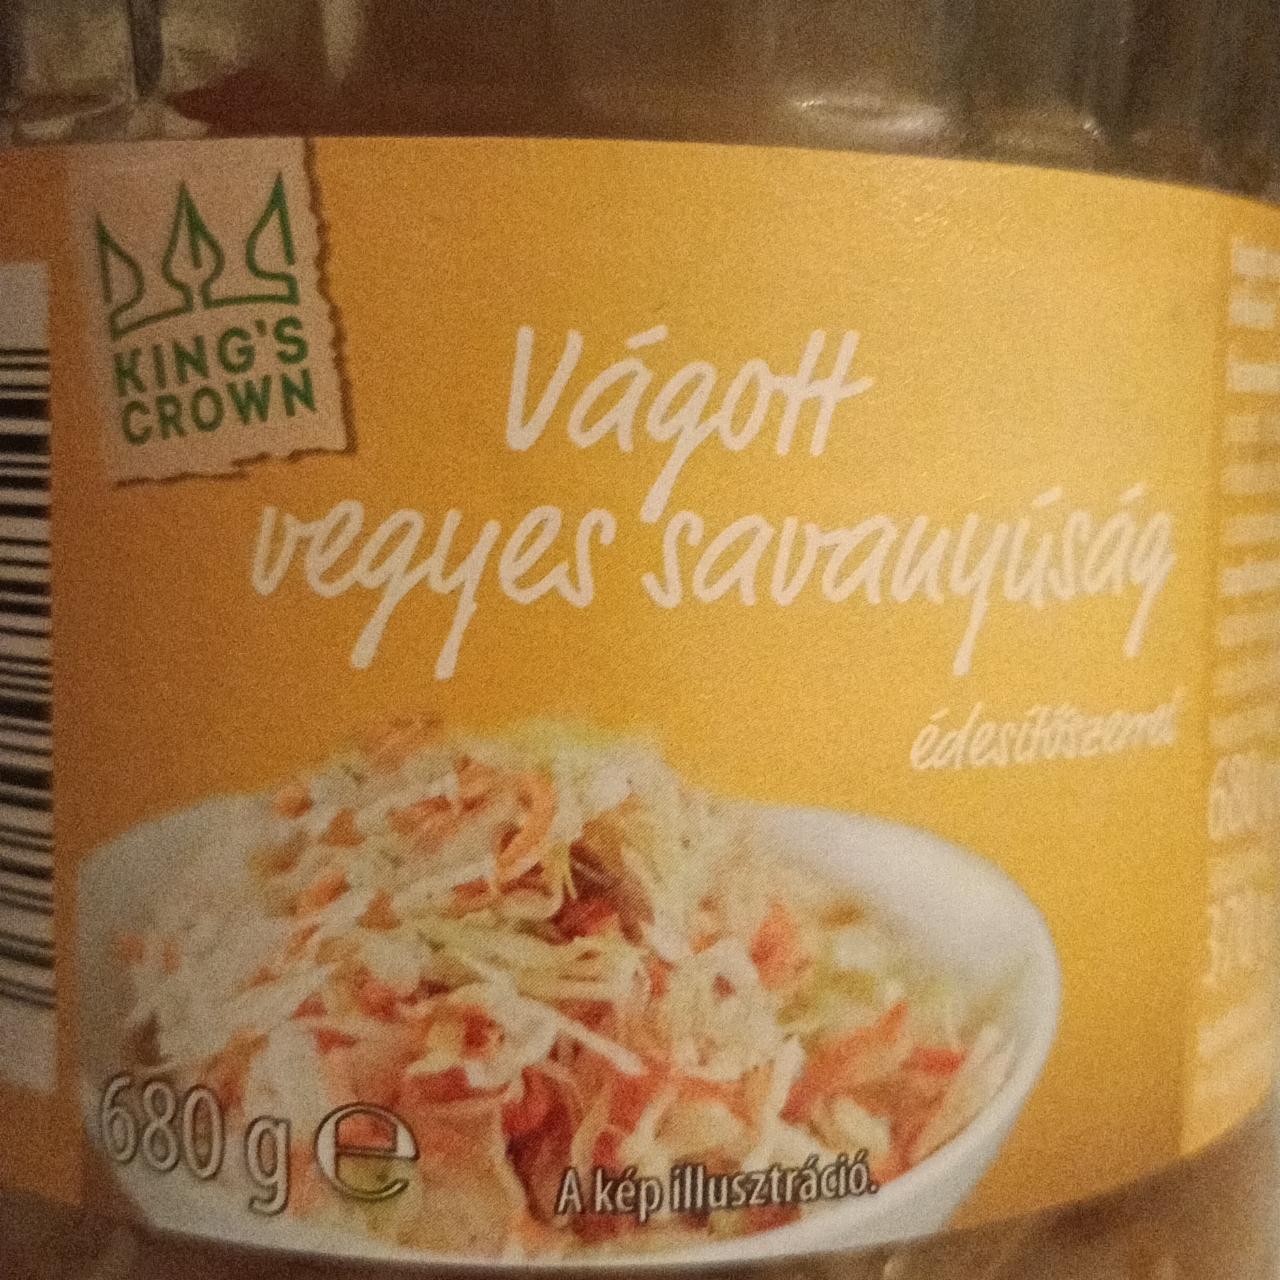 KING'S
CROWN
Vágott
vegyes savanyúság
édesítőszerrel
680 g e
A kép illusztráció.